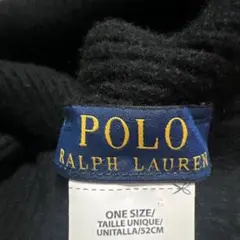 POLO
RALPH LAUREN
ONE SIZE/
TAILLE UNIQUE/
UNITALLA/52CM